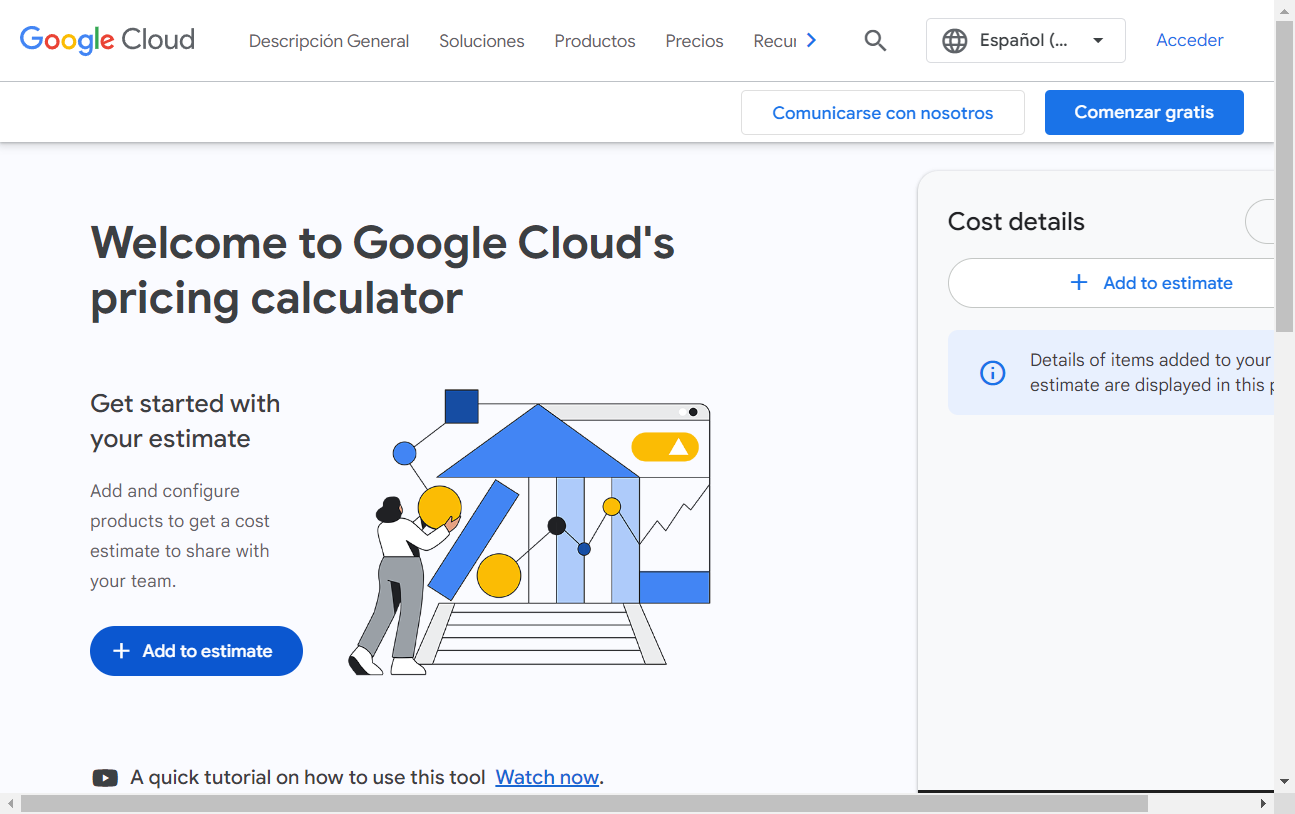 Google Cloud
Descripción General
Soluciones
Productos
Precios
Recur
Español (...
Acceder
Comunicarse con nosotros
Comenzar gratis
Welcome to Google Cloud's
pricing calculator
Get started with
your estimate
Add and configure
products to get a cost
estimate to share with
your team.
Add to estimate
A quick tutorial on how to use this tool Watch now.
Cost details
Add to estimate
Details of items added to your
estimate are displayed in this